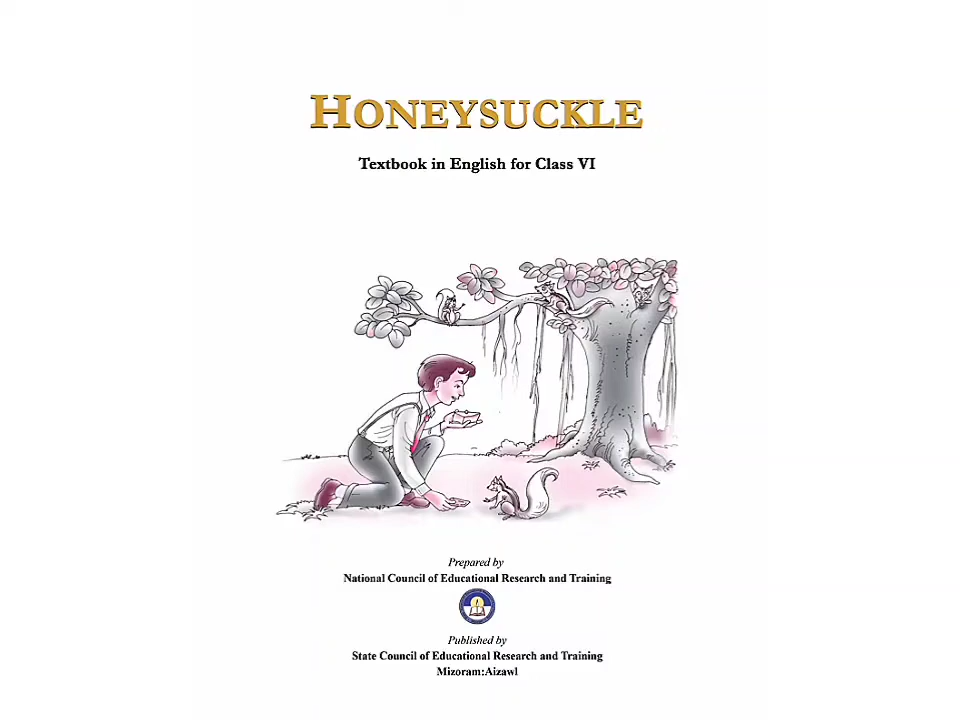 HONEYSUCKLE
Textbook in English for Class VI
Prepared by
National Council of Educational Research and Training
Published by
State Council of Educational Research and Training
Mizoram:Aizawl